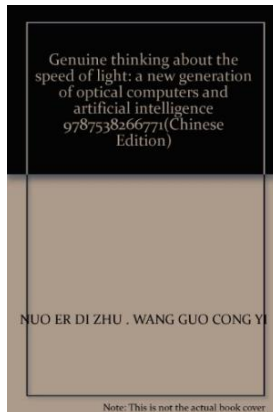 Genuine thinking about the
speed of light: a new generation
of optical computers and
artificial intelligence
9787538266771(Chinese
Edition)
NUO ER DI ZHU . WANG GUO CONG YI
Note: This is not the actual book cover